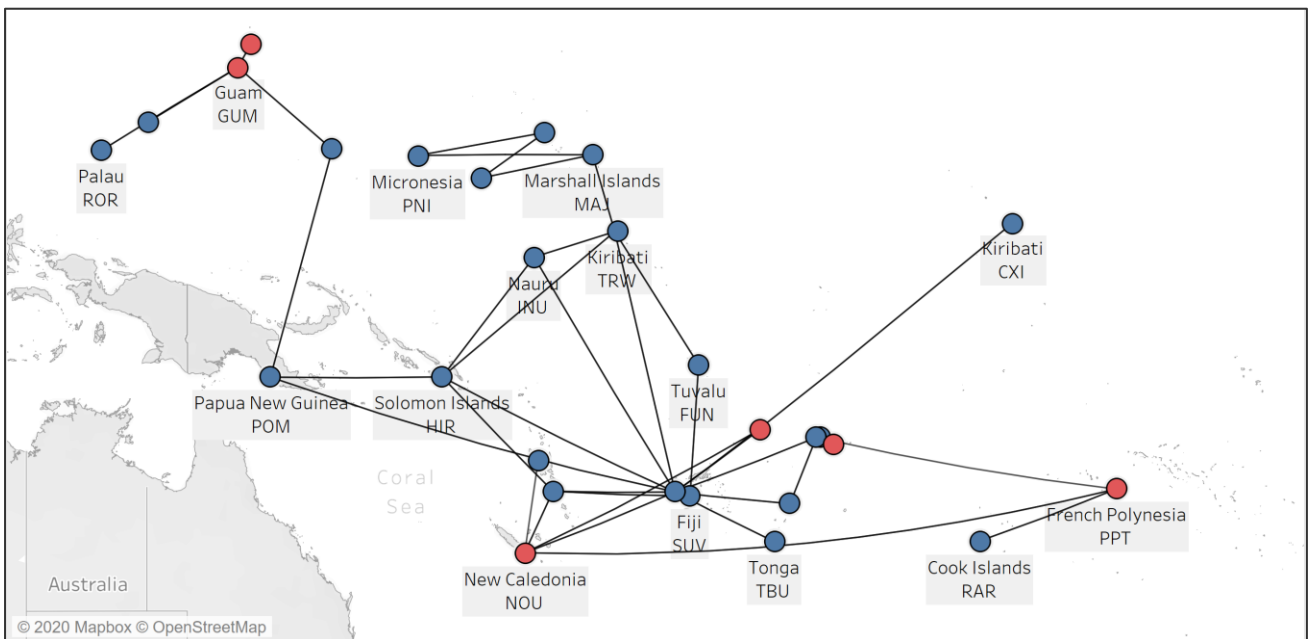 Guam
GUM
Palau
ROR
Micronesia
PNI
Marshall Islands
MAJ
Kiribati
TRW
Nauru
INU
Kiribati
CXI
Tuvalu
FUN
Papua New Guinea
POM
Solomon Islands
HIR
Coral
Sea
Fiji
SUV
French Polynesia
PPT
New Caledonia
NOU
Tonga
TBU
Cook Islands
RAR
Australia
© 2020 Mapbox © OpenStreetMap